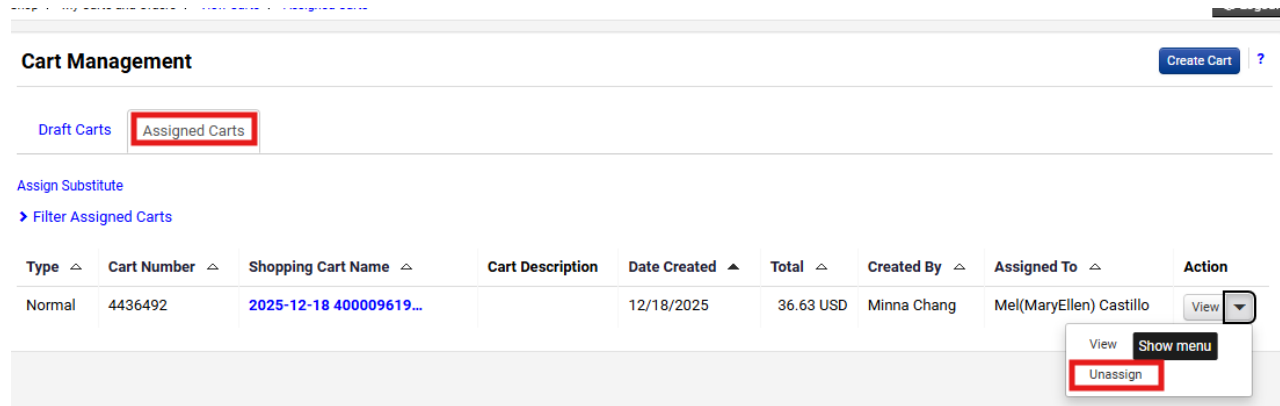 Cart Management
Create Cart
?
Draft Carts
Assigned Carts
Assign Substitute
Filter Assigned Carts
Type Cart Number Shopping Cart Name Cart Description Date Created Total Created By Assigned To Action
Normal 4436492 2025-12-18 400009619... 12/18/2025 36.63 USD Minna Chang Mel(MaryEllen) Castillo View
View
Show menu
Unassign